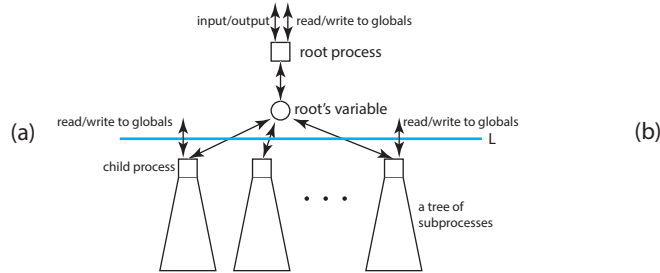 input/output
read/write to globals
root process
root's variable
read/write to globals
read/write to globals
(a)
(b)
L
child process
. . .
a tree of
subprocesses